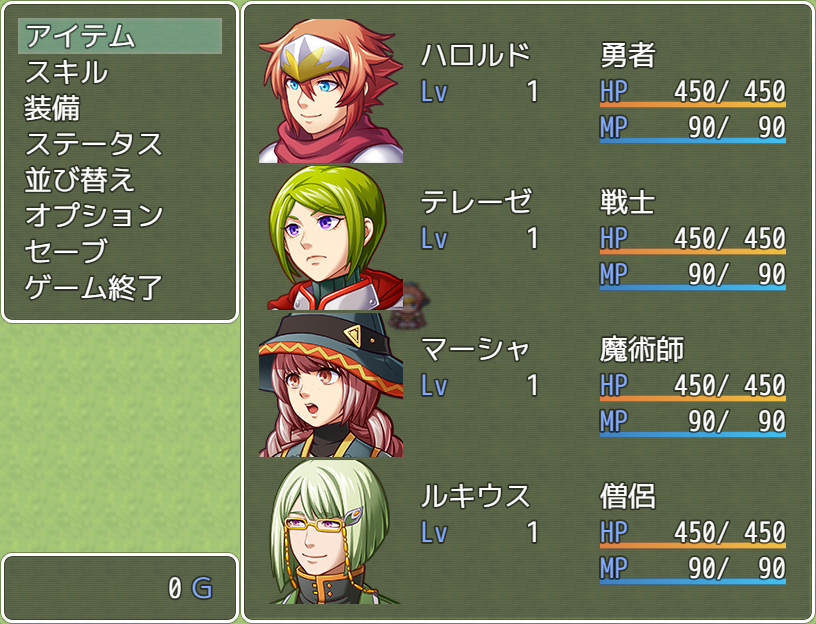 アイテム
スキル
装備
ステータス
並び替え
オプション
セーブ
ゲーム終了
0 G
ハロルド 勇者
Lv 1 HP 450/ 450
MP 90/ 90
テレーゼ 戦士
Lv 1 HP 450/ 450
MP 90/ 90
マーシャ 魔術師
Lv 1 HP 450/ 450
MP 90/ 90
ルキウス 僧侶
Lv 1 HP 450/ 450
MP 90/ 90